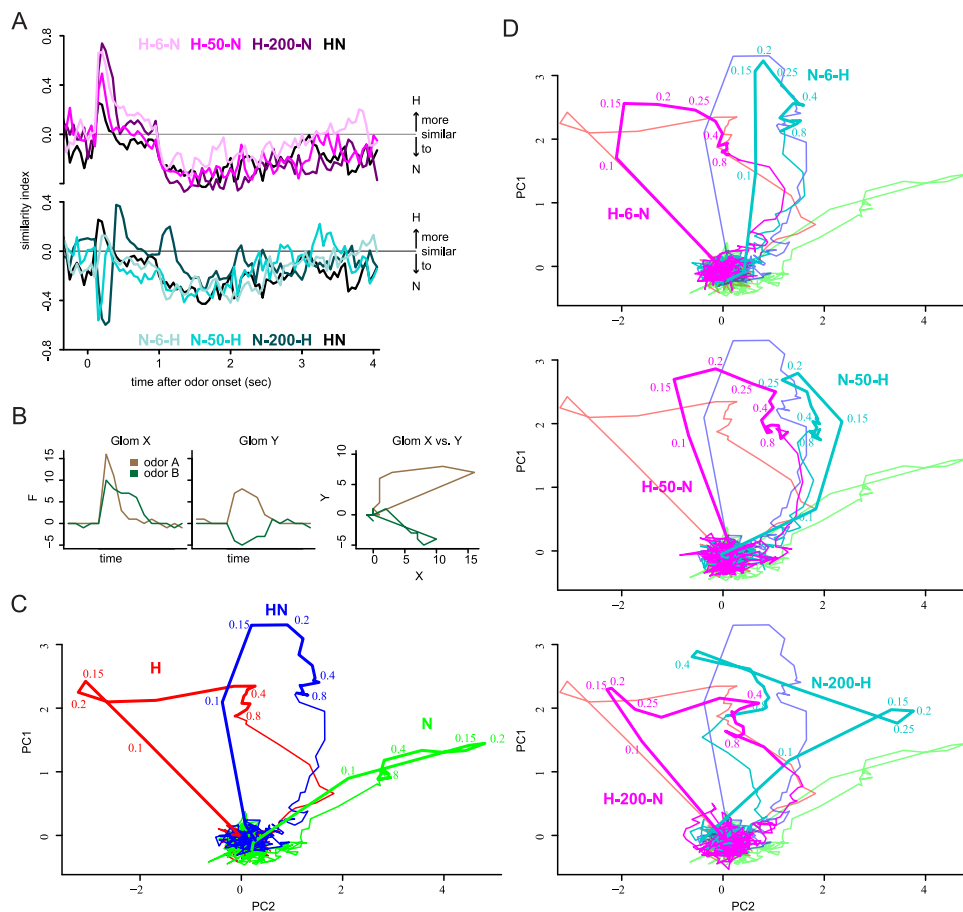 A
H-6-N H-50-N H-200-N HN
0.8
0.4
0.0
H
more
similar
to
N
similarity index
0.4
0.0
-0.4
-0.8
H
more
similar
to
N
N-6-H N-50-H N-200-H HN
0 1 2 3 4
time after odor onset (sec)
B
Glom X Glom Y Glom X vs. Y
odor A
odor B
F
15
10
5
0
-5
time time
Y
10
8
6
4
2
0
-5
0 5 10 15
X
C
HN
H
N
0.15 0.2
0.15
0.2
0.1
0.1
0.4
0.8
0.4
0.8
0.15 0.2
0.4
0.1
0.8
PC1
3
2
1
0
−2 0 2 4
PC2
D
N-6-H
0.2
0.15
0.25
0.4
0.8
0.1
0.15 0.2 0.25
0.4
0.8
0.1
H-6-N
PC1
3
2
1
0
−2 0 2 4
N-50-H
0.2
0.25
0.15
0.4
0.8
0.1
0.2
0.15
0.25
0.4
0.8
0.1
H-50-N
PC1
3
2
1
0
−2 0 2 4
N-200-H
0.4
0.15
0.2
0.25
0.8
0.1
0.15
0.2
0.25
0.4
0.8
0.1
H-200-N
PC1
3
2
1
0
−2 0 2 4
PC2